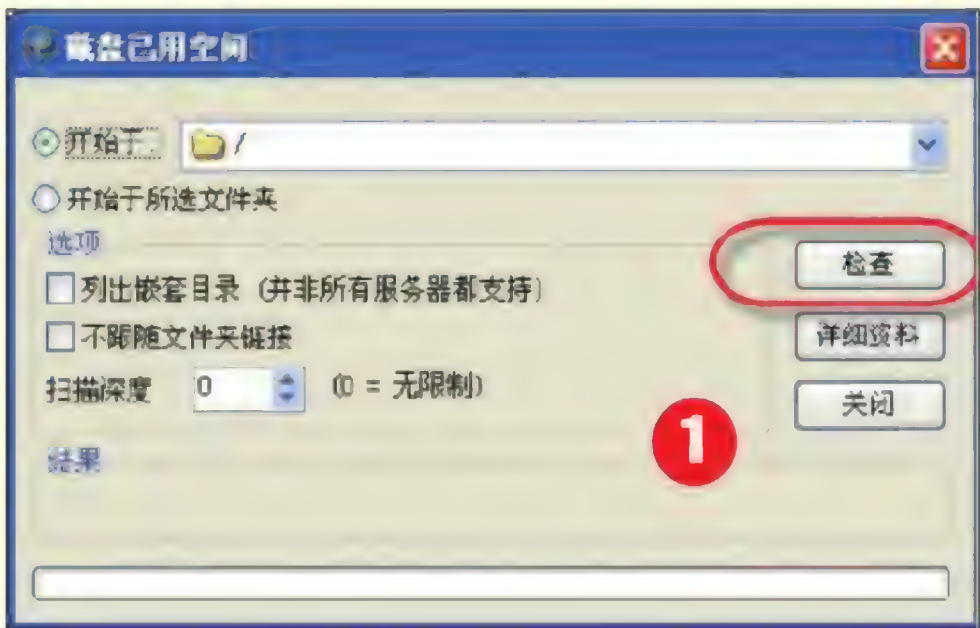 磁盘已用空间
开始于: /
开始于所选文件夹
选项
列出嵌套目录 (并非所有服务器都支持)
不跟随文件夹链接
扫描深度 0 (0 = 无限制)
检查
详细资料
关闭
结果
1